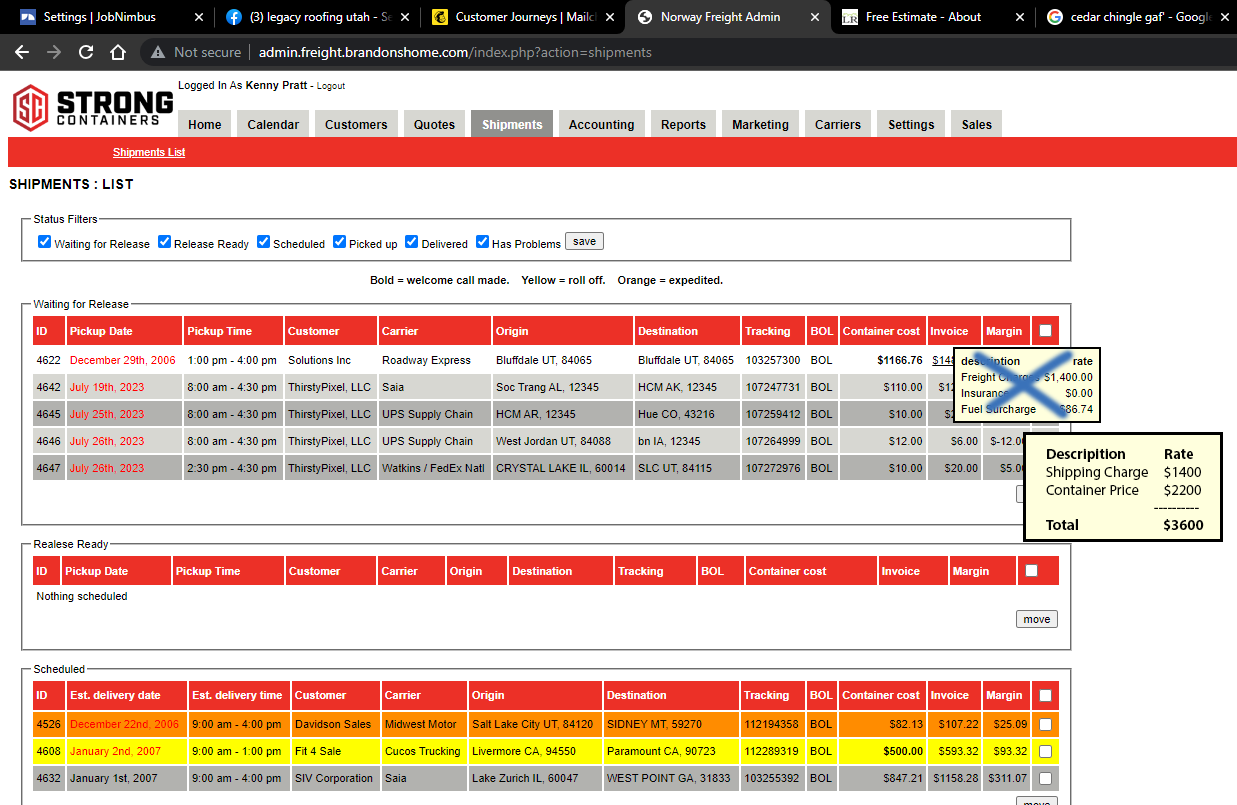 Settings | JobNimbus
(3) legacy roofing utah - Se
Customer Journeys | Mailch
Norway Freight Admin
Free Estimate - About
cedar chingle gaf' - Google
Not secure admin.freight.brandonshome.com/index.php?action=shipments
Logged In As Kenny Pratt - Logout
SC STRONG CONTAINERS
Home Calendar Customers Quotes Shipments Accounting Reports Marketing Carriers Settings Sales
Shipments List
SHIPMENTS : LIST
Status Filters
Waiting for Release Release Ready Scheduled Picked up Delivered Has Problems save
Bold = welcome call made. Yellow = roll off. Orange = expedited.
Waiting for Release
ID Pickup Date Pickup Time Customer Carrier Origin Destination Tracking BOL Container cost Invoice Margin
4622 December 29th, 2006 1:00 pm - 4:00 pm Solutions Inc Roadway Express Bluffdale UT, 84065 Bluffdale UT, 84065 103257300 BOL $1166.76
4642 July 19th, 2023 8:00 am - 4:30 pm ThirstyPixel, LLC Saia Soc Trang AL, 12345 HCM AK, 12345 107247731 BOL $110.00
4645 July 25th, 2023 8:00 am - 4:30 pm ThirstyPixel, LLC UPS Supply Chain HCM AR, 12345 Hue CO, 43216 107259412 BOL $10.00
4646 July 26th, 2023 8:00 am - 4:30 pm ThirstyPixel, LLC UPS Supply Chain West Jordan UT, 84088 bn IA, 12345 107264999 BOL $12.00 $6.00 $-12.00
4647 July 26th, 2023 2:30 pm - 4:30 pm ThirstyPixel, LLC Watkins / FedEx Natl CRYSTAL LAKE IL, 60014 SLC UT, 84115 107272976 BOL $10.00 $20.00 $5.00
description rate
Freight Charges $1,400.00
Insurance $0.00
Fuel Surcharge $86.74
Descripition Rate
Shipping Charge $1400
Container Price $2200
----------
Total $3600
Realese Ready
ID Pickup Date Pickup Time Customer Carrier Origin Destination Tracking BOL Container cost Invoice Margin
Nothing scheduled
move
Scheduled
ID Est. delivery date Est. delivery time Customer Carrier Origin Destination Tracking BOL Container cost Invoice Margin
4526 December 22nd, 2006 9:00 am - 4:00 pm Davidson Sales Midwest Motor Salt Lake City UT, 84120 SIDNEY MT, 59270 112194358 BOL $82.13 $107.22 $25.09
4608 January 2nd, 2007 9:00 am - 1:00 pm Fit 4 Sale Cucos Trucking Livermore CA, 94550 Paramount CA, 90723 112289319 BOL $500.00 $593.32 $93.32
4632 January 1st, 2007 9:00 am - 4:00 pm SIV Corporation Saia Lake Zurich IL, 60047 WEST POINT GA, 31833 103255392 BOL $847.21 $1158.28 $311.07
move